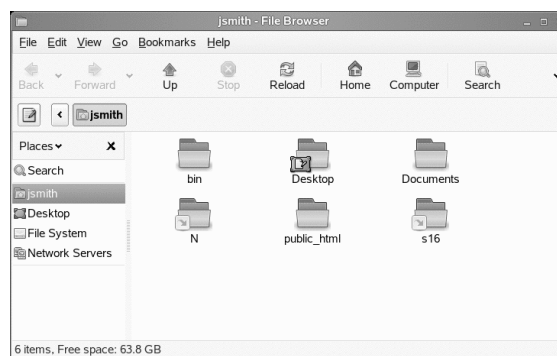 jsmith - File Browser
File Edit View Go Bookmarks Help
Back Forward Up Stop Reload Home Computer Search
jsmith
Places
Search
jsmith
Desktop
File System
Network Servers
bin Desktop Documents
N public_html s16
6 items, Free space: 63.8 GB